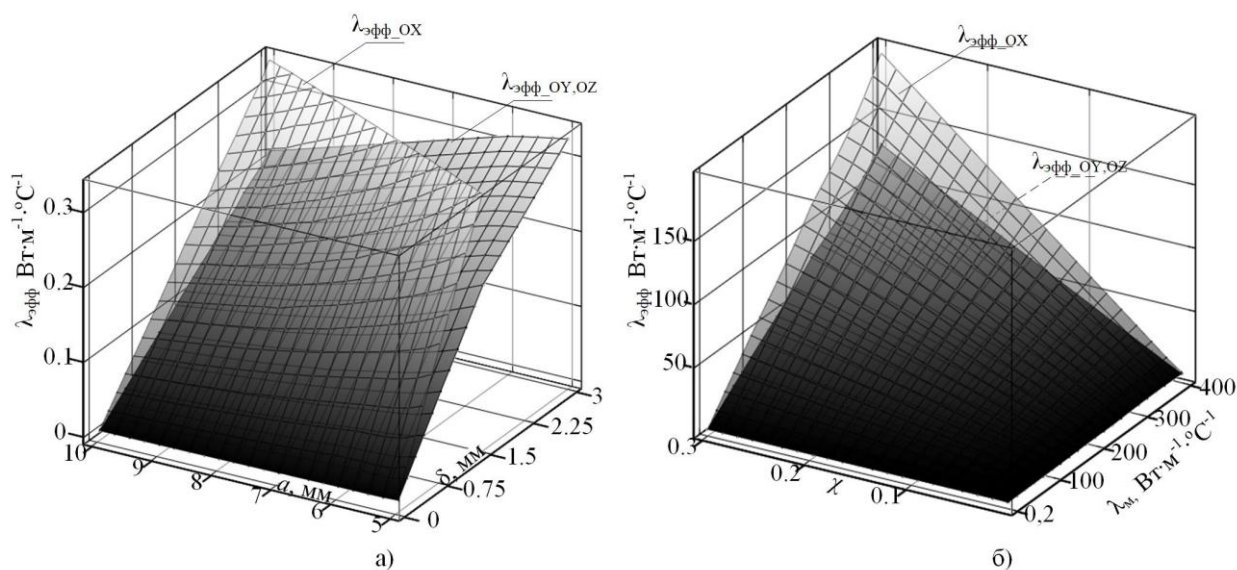 λэфф_OX
λэфф_OY,OZ
λэфф Вт·м⁻¹·°С⁻¹
0.3
0.2
0.1
0
10
9
8
7
6
5
a, мм
0
0.75
1.5
2.25
3
δ, мм
а)
λэфф_OX
λэфф_OY,OZ
λэфф Вт·м⁻¹·°С⁻¹
150
100
50
0.3
0.2
0.1
χ
0,2
100
200
300
400
λм, Вт·м⁻¹·°С⁻¹
б)